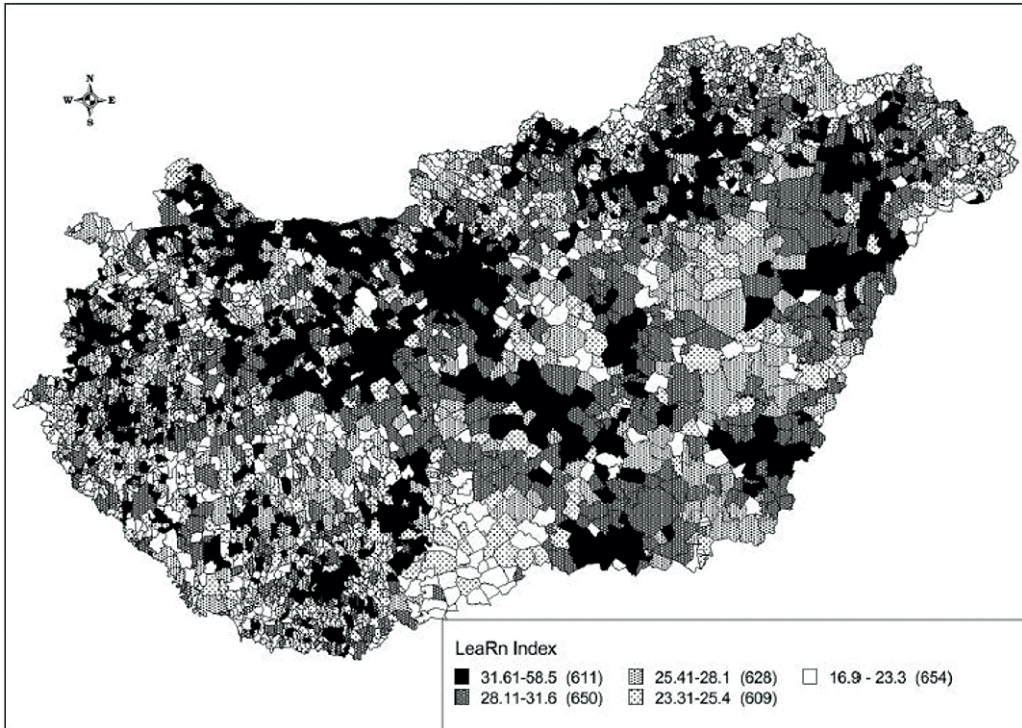 N
W E
S
LeaRn Index
31.61-58.5 (611) 25.41-28.1 (628) 16.9 - 23.3 (654)
28.11-31.6 (650) 23.31-25.4 (609)